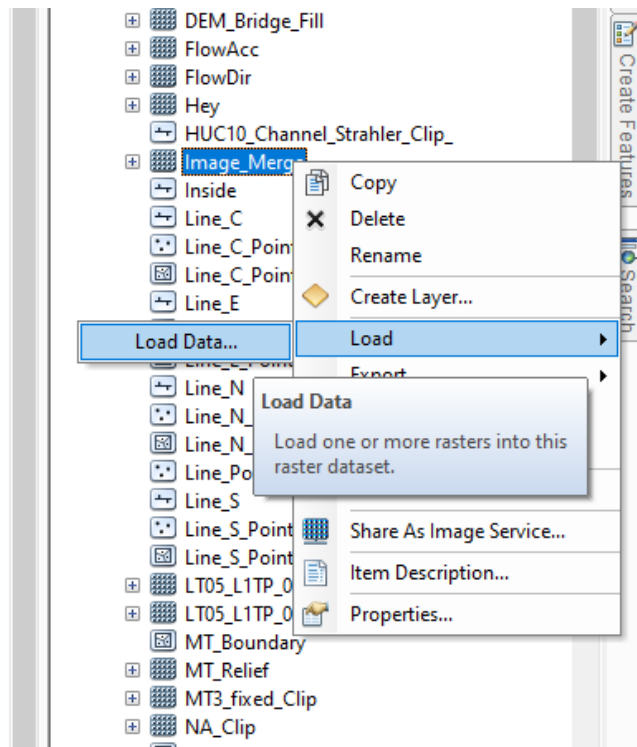 DEM_Bridge_Fill
FlowAcc
FlowDir
Hey
HUC10_Channel_Strahler_Clip_
Image_Merge
Inside
Line_C
Line_C_Poin
Line_C_Poin
Line_E
Line_N
Line_N_
Line_N_
Line_Po
Line_S
Line_S_Point
Line_S_Point
LT05_L1TP_0
LT05_L1TP_0
MT_Boundary
MT_Relief
MT3_fixed_Clip
NA_Clip
Copy
Delete
Rename
Create Layer...
Load
Export
Share As Image Service...
Item Description...
Properties...
Load Data...
Load Data
Load one or more rasters into this
raster dataset.
Create Features
Search